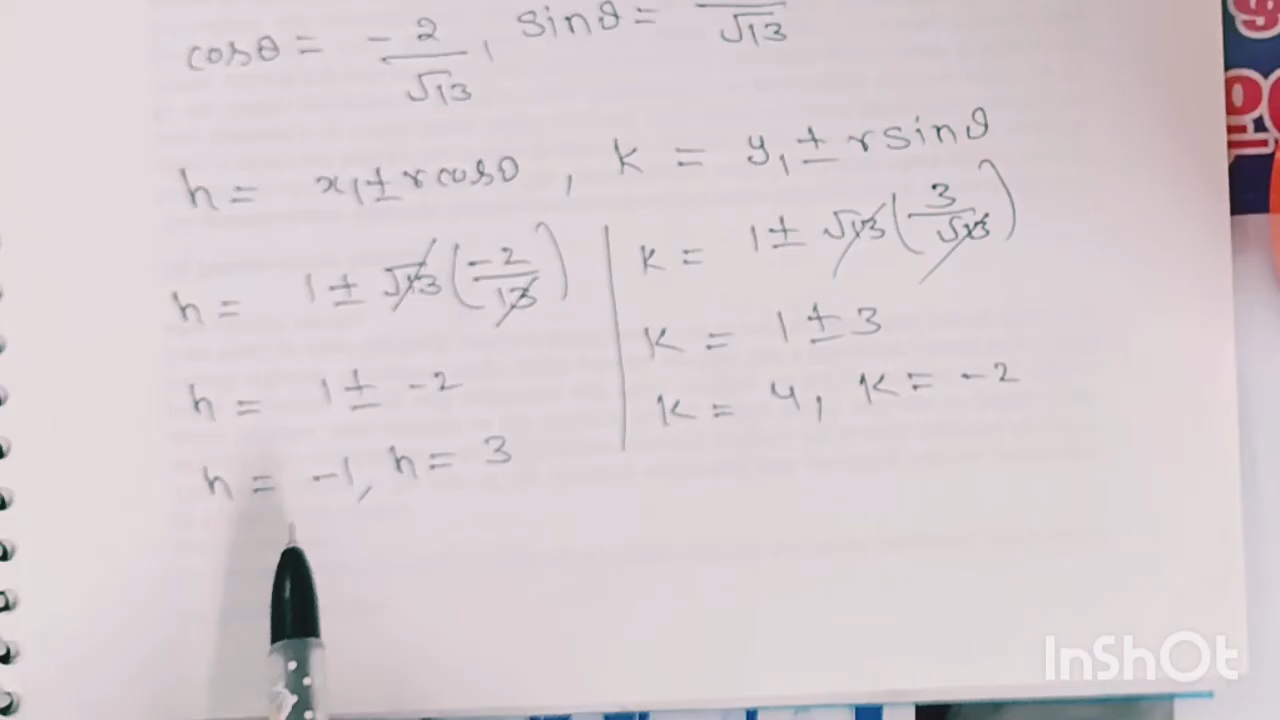 cosθ = -2/√13, sinθ = /√13
h = x₁ ± r cosθ, k = y₁ ± r sinθ
h = 1 ± √13(-2/13) | k = 1 ± √13(3/√13)
h = 1 ± -2 | k = 1 ± 3
h = -1, h = 3 | k = 4, k = -2
InShOt